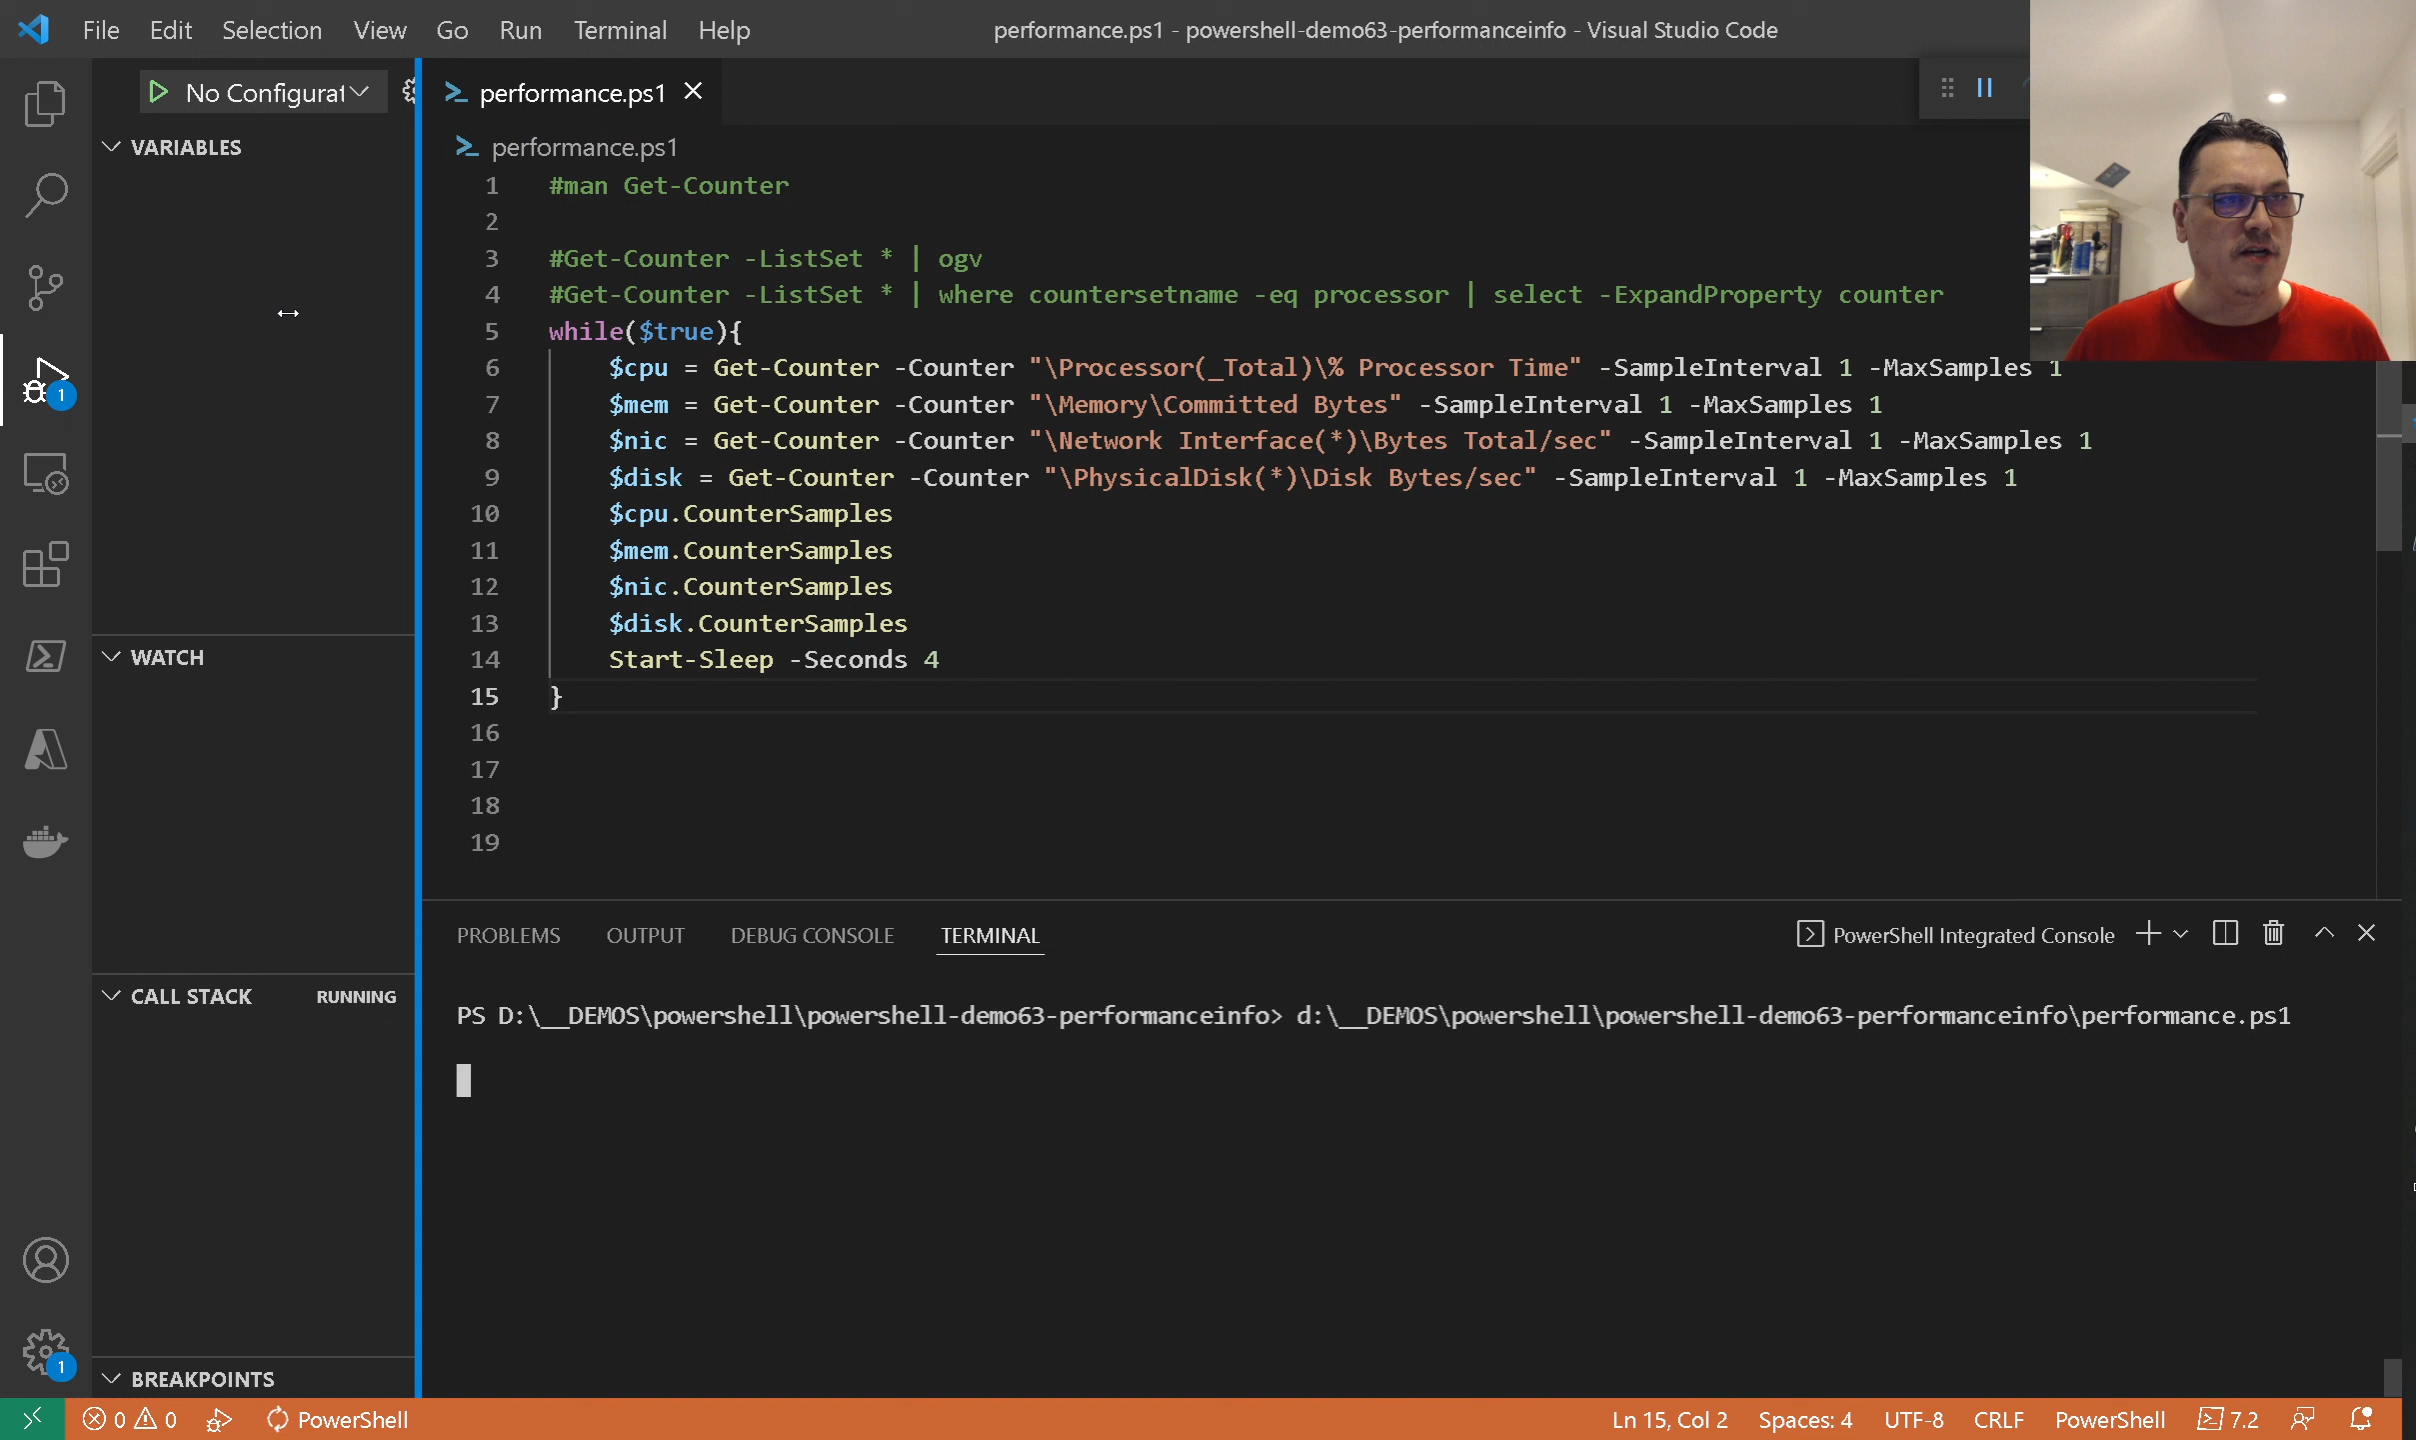 File Edit Selection View Go Run Terminal Help
performance.ps1 - powershell-demo63-performanceinfo - Visual Studio Code
No Configurat
performance.ps1
VARIABLES
performance.ps1
1 #man Get-Counter
2
3 #Get-Counter -ListSet * | ogv
4 #Get-Counter -ListSet * | where countersetname -eq processor | select -ExpandProperty counter
5 while($true){
6 $cpu = Get-Counter -Counter "\Processor(_Total)\% Processor Time" -SampleInterval 1 -MaxSamples 1
7 $mem = Get-Counter -Counter "\Memory\Committed Bytes" -SampleInterval 1 -MaxSamples 1
8 $nic = Get-Counter -Counter "\Network Interface(*)\Bytes Total/sec" -SampleInterval 1 -MaxSamples 1
9 $disk = Get-Counter -Counter "\PhysicalDisk(*)\Disk Bytes/sec" -SampleInterval 1 -MaxSamples 1
10 $cpu.CounterSamples
11 $mem.CounterSamples
12 $nic.CounterSamples
13 $disk.CounterSamples
14 Start-Sleep -Seconds 4
15 }
16
17
18
19
1
WATCH
CALL STACK RUNNING
BREAKPOINTS
PROBLEMS OUTPUT DEBUG CONSOLE TERMINAL
PowerShell Integrated Console
PS D:\__DEMOS\powershell\powershell-demo63-performanceinfo> d:\__DEMOS\powershell\powershell-demo63-performanceinfo\performance.ps1
1
0 0 PowerShell
Ln 15, Col 2 Spaces: 4 UTF-8 CRLF PowerShell 7.2